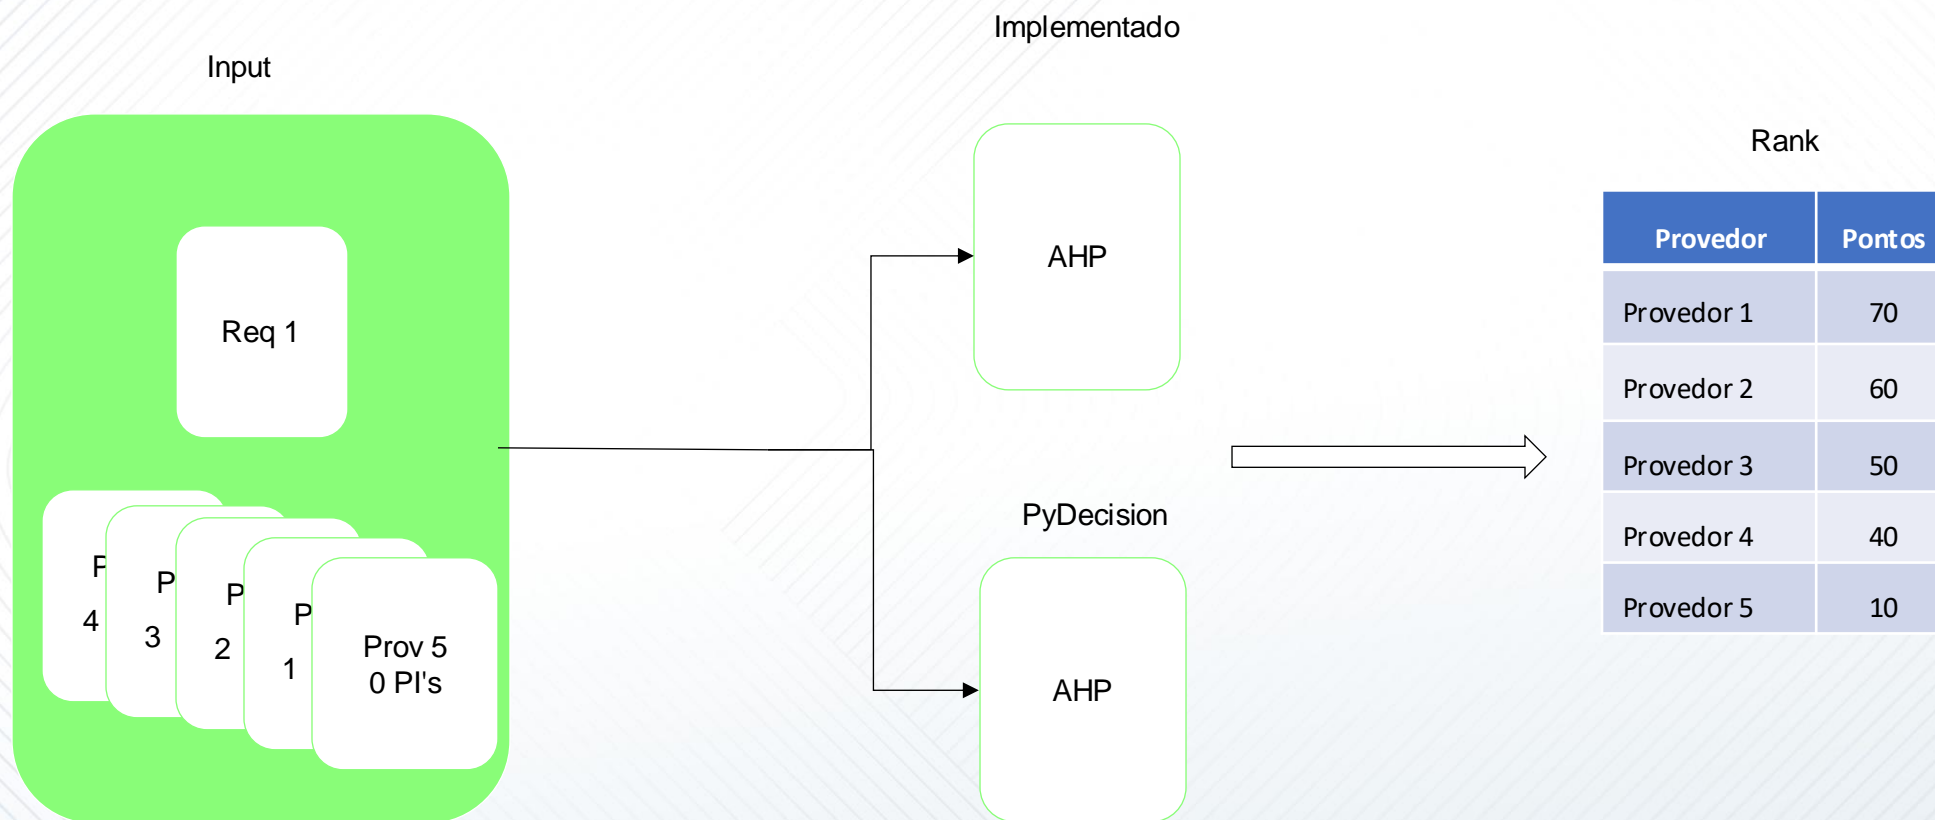 Input
Req 1
P
4
P
3
P
2
P
1
Prov 5
0 PI's
Implementado
AHP
PyDecision
AHP
Rank
Provedor Pontos
Provedor 1 70
Provedor 2 60
Provedor 3 50
Provedor 4 40
Provedor 5 10